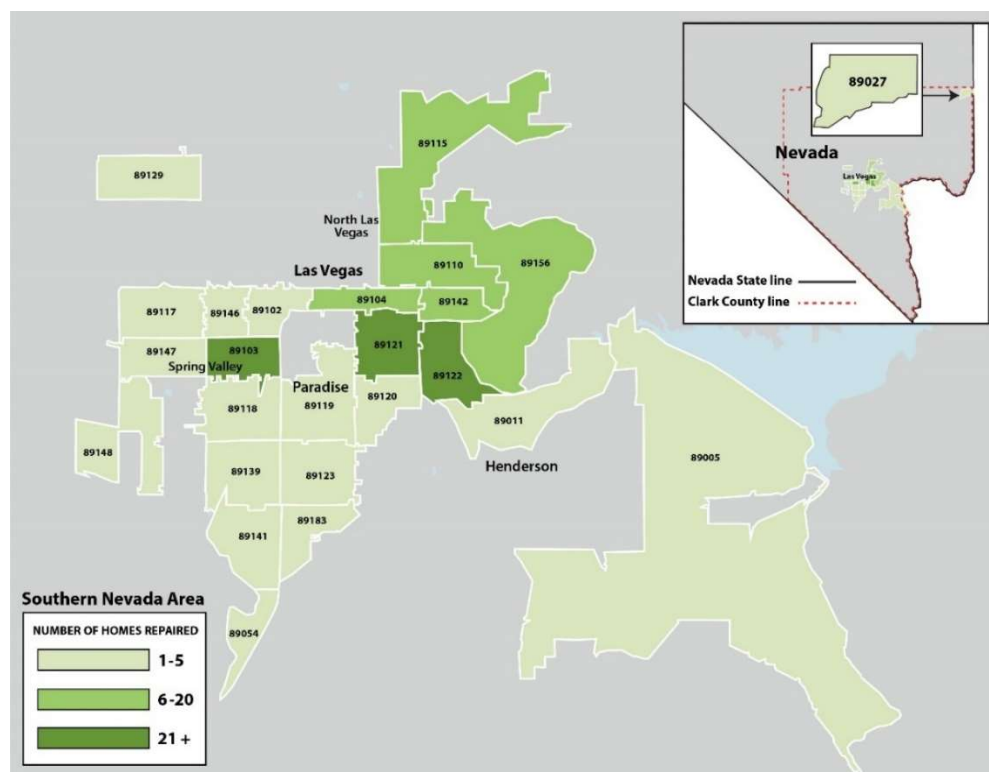 89027
Nevada
Las Vegas
Nevada State line
Clark County line
89115
89129
North Las
Vegas
89110
89156
Las Vegas
89104
89142
89117
89146
89102
89147
89103
Spring Valley
89121
89122
Paradise
89118
89119
89120
89011
89148
Henderson
89005
89139
89123
89183
89141
89054
Southern Nevada Area
NUMBER OF HOMES REPAIRED
1-5
6-20
21 +